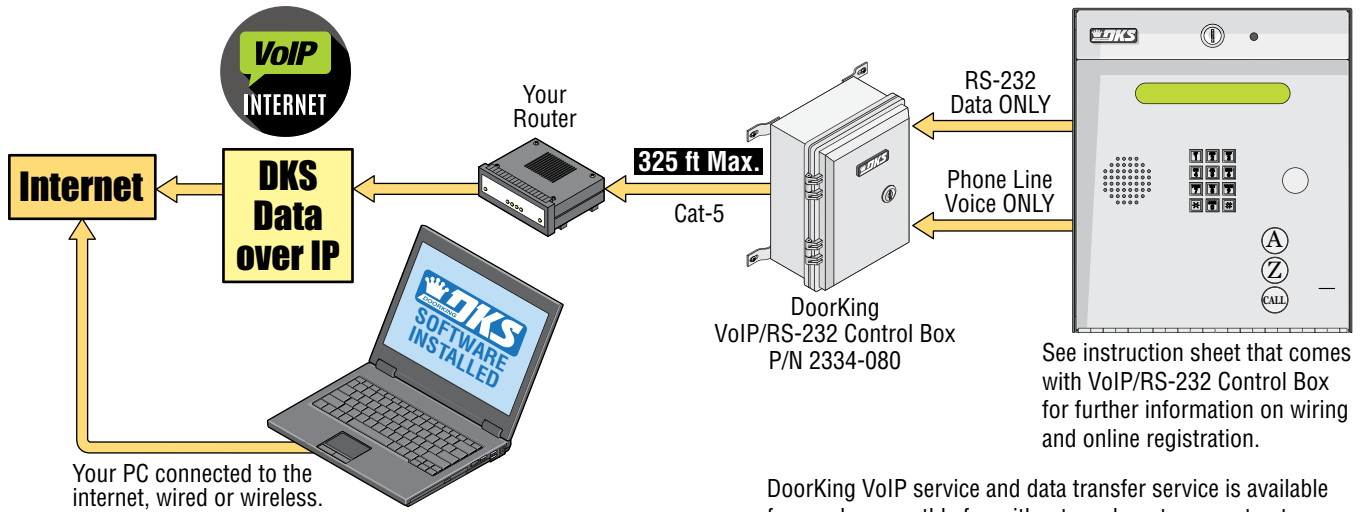 VoIP
INTERNET
Internet
DKS
Data
over IP
Your
Router
325 ft Max.
Cat-5
DKS
DoorKing
VoIP/RS-232 Control Box
P/N 2334-080
RS-232
Data ONLY
Phone Line
Voice ONLY
DKS
A
Z
CALL
See instruction sheet that comes
with VoIP/RS-232 Control Box
for further information on wiring
and online registration.
DOORKING
DKS
SOFTWARE
INSTALLED
Your PC connected to the
internet, wired or wireless.
DoorKing VoIP service and data transfer service is available